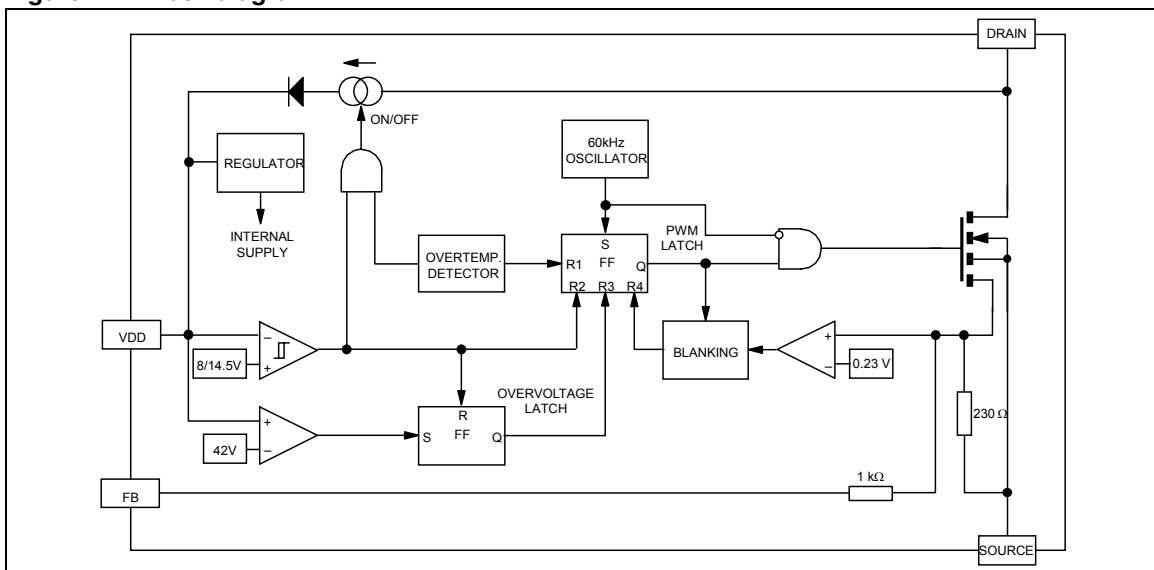 DRAIN
ON/OFF
60kHz
OSCILLATOR
REGULATOR
INTERNAL
SUPPLY
PWM
LATCH
S
FF
R1
Q
R2 R3 R4
OVERTEMP.
DETECTOR
VDD
–
+
8/14.5V
BLANKING
+
–
0.23 V
OVERVOLTAGE
LATCH
R
FF
S
Q
+
–
42V
230 Ω
1 kΩ
FB
SOURCE